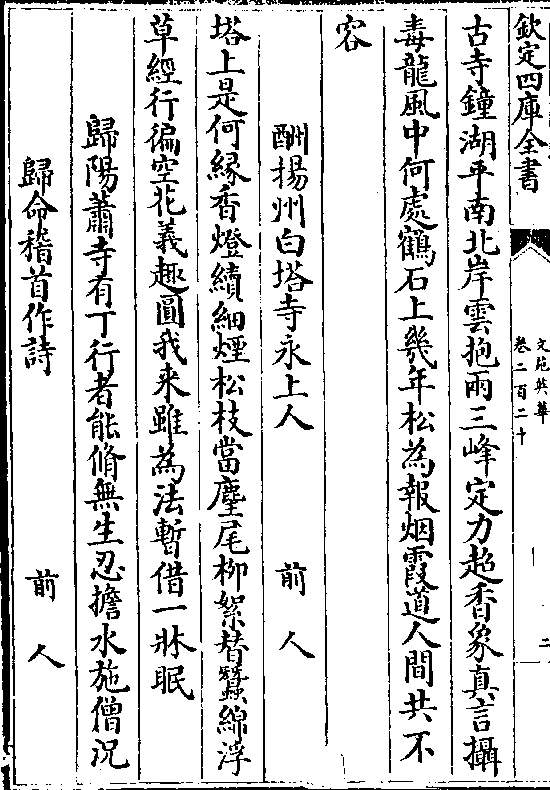 欽定四庫全書
文苑英華
卷二百二十
二
古寺鐘湖平南北岸雲抱兩三峰定力超香象真言攝
毒龍風中何處鶴石上幾年松為報烟霞道人間共不
容
酬揚州白塔寺永上人　前人
塔上是何緣香燈續細煙松枝當麈尾柳絮替蠶綿浮
草經行徧空花義趣圓我来雖為法暫借一牀眠
歸陽蕭寺有丁行者能脩無生忍擔水施僧況
歸命稽首作詩　前人